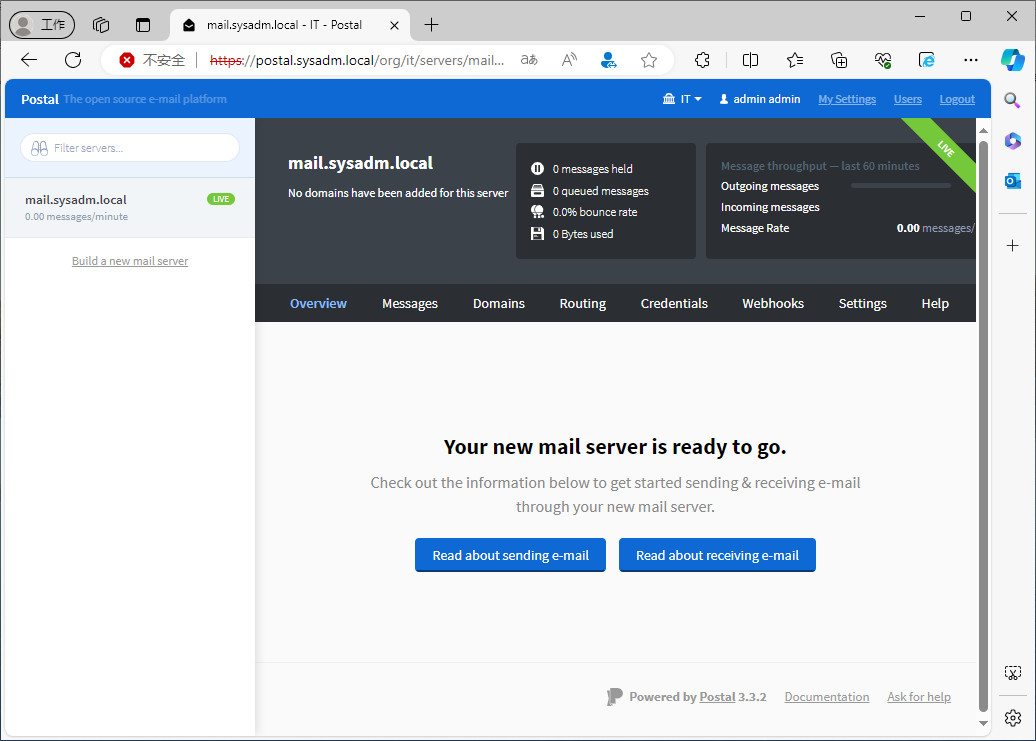 工作
mail.sysadm.local - IT - Postal
不安全
https://postal.sysadm.local/org/it/servers/mail...
aあ
Postal The open source e-mail platform
IT
admin admin
My Settings
Users
Logout
Filter servers...
mail.sysadm.local
LIVE
0.00 messages/minute
Build a new mail server
mail.sysadm.local
No domains have been added for this server
0 messages held
0 queued messages
0.0% bounce rate
0 Bytes used
Message throughput — last 60 minutes
Outgoing messages
Incoming messages
Message Rate
0.00 messages/
LIVE
Overview
Messages
Domains
Routing
Credentials
Webhooks
Settings
Help
Your new mail server is ready to go.
Check out the information below to get started sending & receiving e-mail
through your new mail server.
Read about sending e-mail
Read about receiving e-mail
Powered by Postal 3.3.2
Documentation
Ask for help